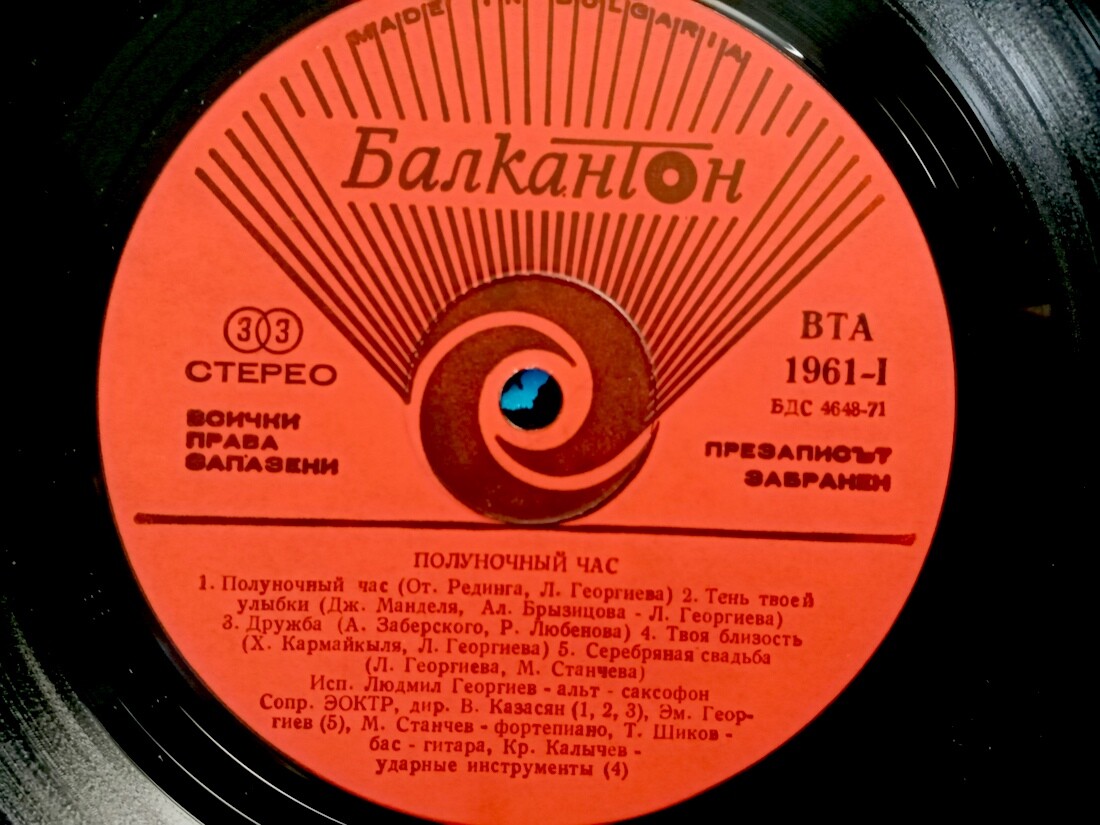 MADE IN BULGARIA
Балкантон
33
СТЕРЕО
ВСИЧКИ
ПРАВА
ЗАПАЗЕНИ
ВТА
1961-I
БДС 4648-71
ПРЕЗАПИСЪТ
ЗАБРАНЕН
ПОЛУНОЧНЫЙ ЧАС
1. Полуночный час (От. Рединга, Л. Георгиева) 2. Тень твоей
улыбки (Дж. Манделя, Ал. Брызицова - Л. Георгиева)
3. Дружба (А. Заберского, Р. Любенова) 4. Твоя близость
(Х. Кармайкыля, Л. Георгиева) 5. Серебряная свадьба
(Л. Георгиева, М. Станчева)
Исп. Людмил Георгиев - альт - саксофон
Сопр. ЭОКТР, дир. В. Казасян (1, 2, 3), Эм. Геор-
гиев (5), М. Станчев - фортепиано, Т. Шиков -
бас - гитара, Кр. Калычев -
ударные инструменты (4)